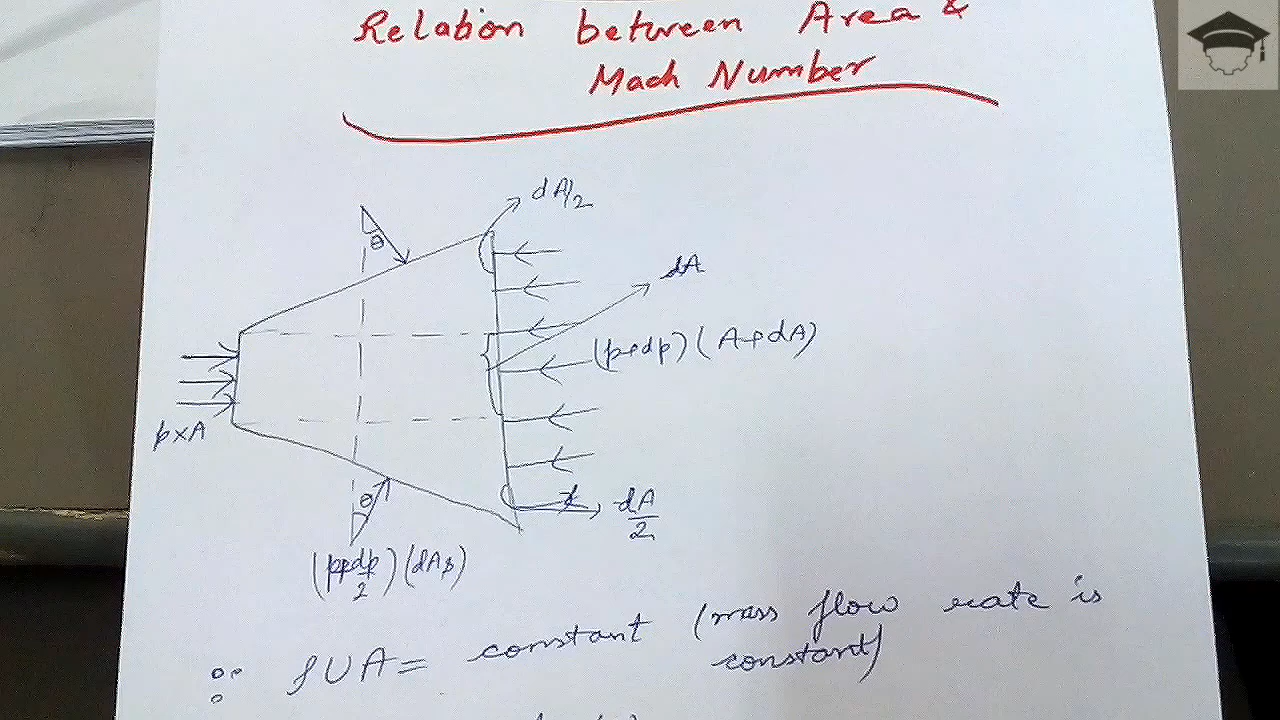 Relation between Area &
Mach Number
dA/2
θ
dA
(p+dp)(A+dA)
p×A
θ
dA/2
(p+dp/2)(dAs)
∵ ρUA = constant (mass flow rate is
constant)